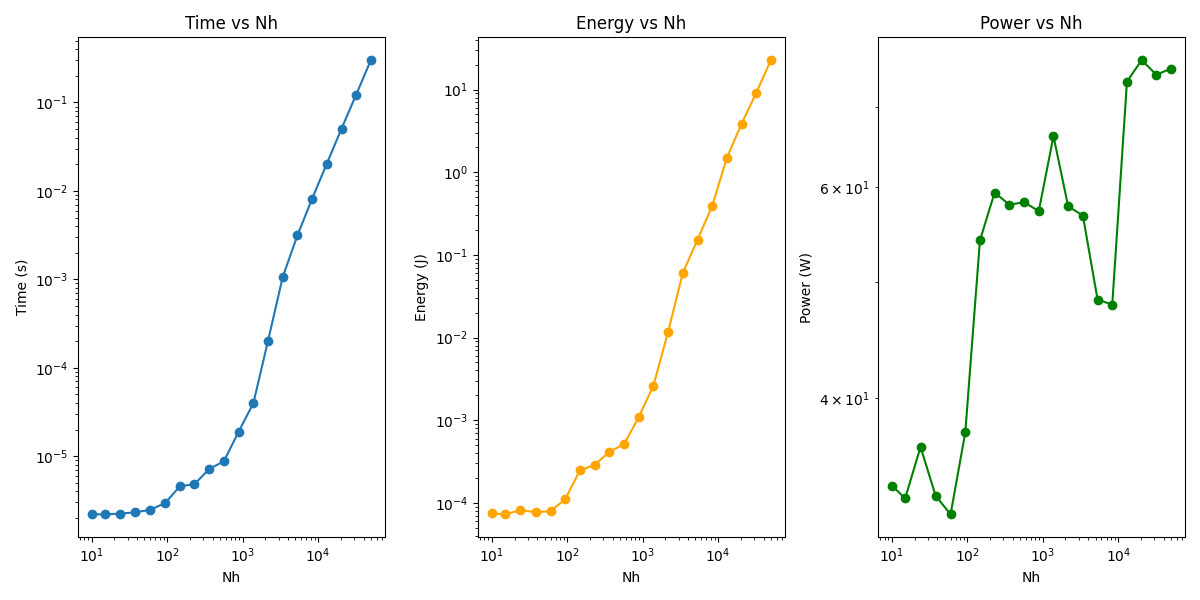 Time vs Nh
Time (s)
10⁻¹
10⁻²
10⁻³
10⁻⁴
10⁻⁵
10¹ 10² 10³ 10⁴
Nh
Energy vs Nh
Energy (J)
10¹
10⁰
10⁻¹
10⁻²
10⁻³
10⁻⁴
10¹ 10² 10³ 10⁴
Nh
Power vs Nh
Power (W)
6 × 10¹
4 × 10¹
10¹ 10² 10³ 10⁴
Nh